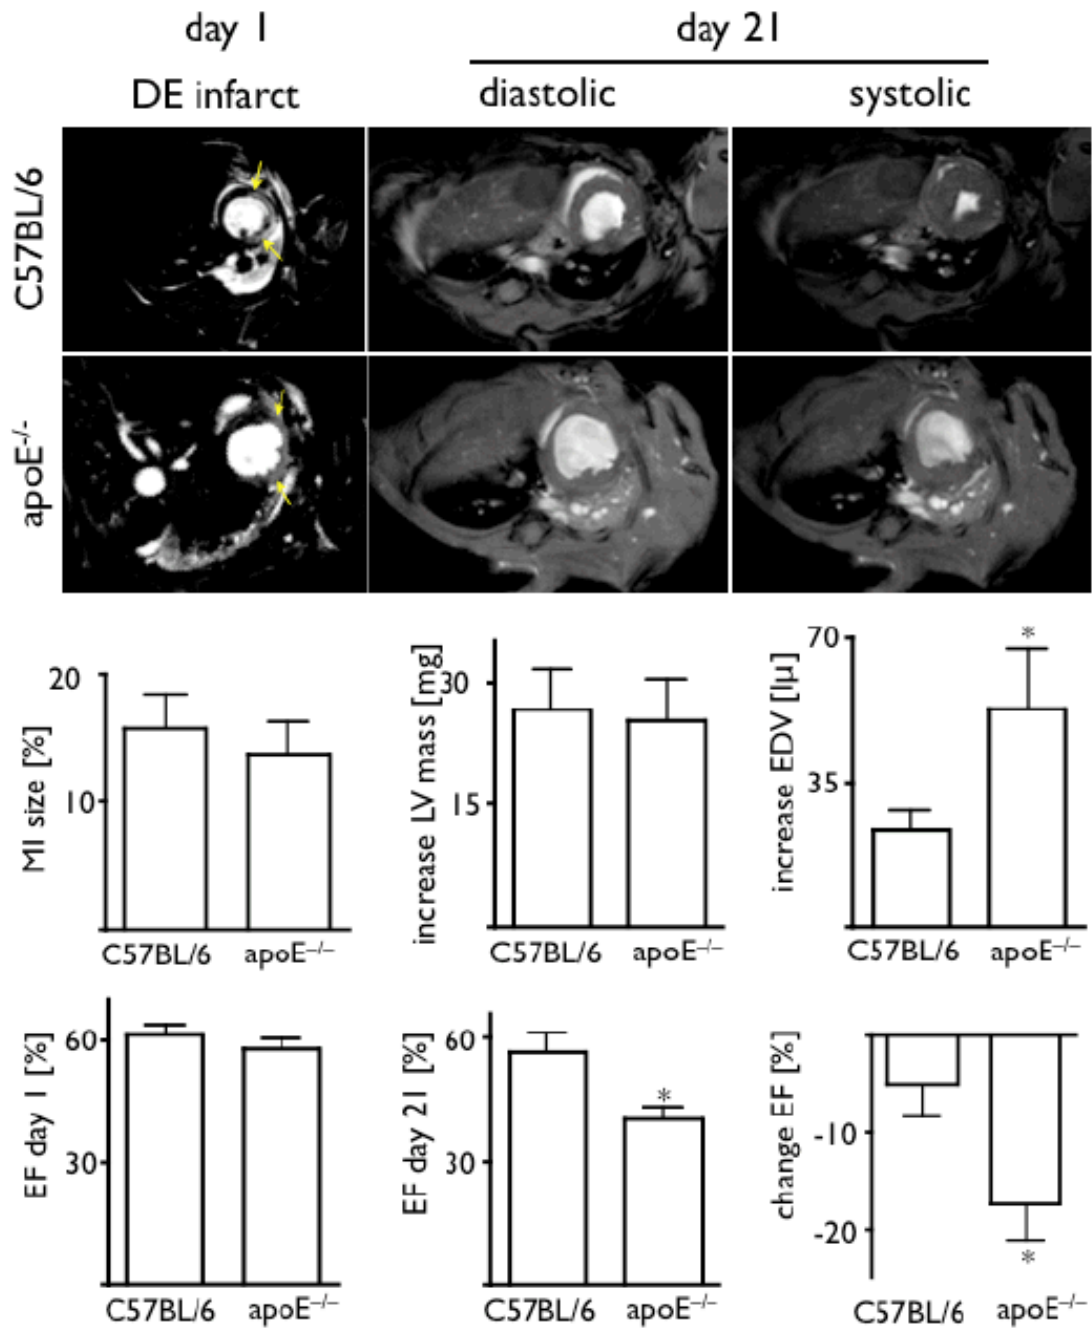 day 1
day 21
DE infarct
diastolic
systolic
C57BL/6
apoE-/-
MI size [%]
20
10
C57BL/6
apoE–/–
increase LV mass [mg]
30
15
C57BL/6
apoE–/–
increase EDV [lµ]
70
35
*
C57BL/6
apoE–/–
EF day 1 [%]
60
30
C57BL/6
apoE–/–
EF day 21 [%]
60
30
*
C57BL/6
apoE–/–
change EF [%]
-10
-20
*
C57BL/6
apoE–/–